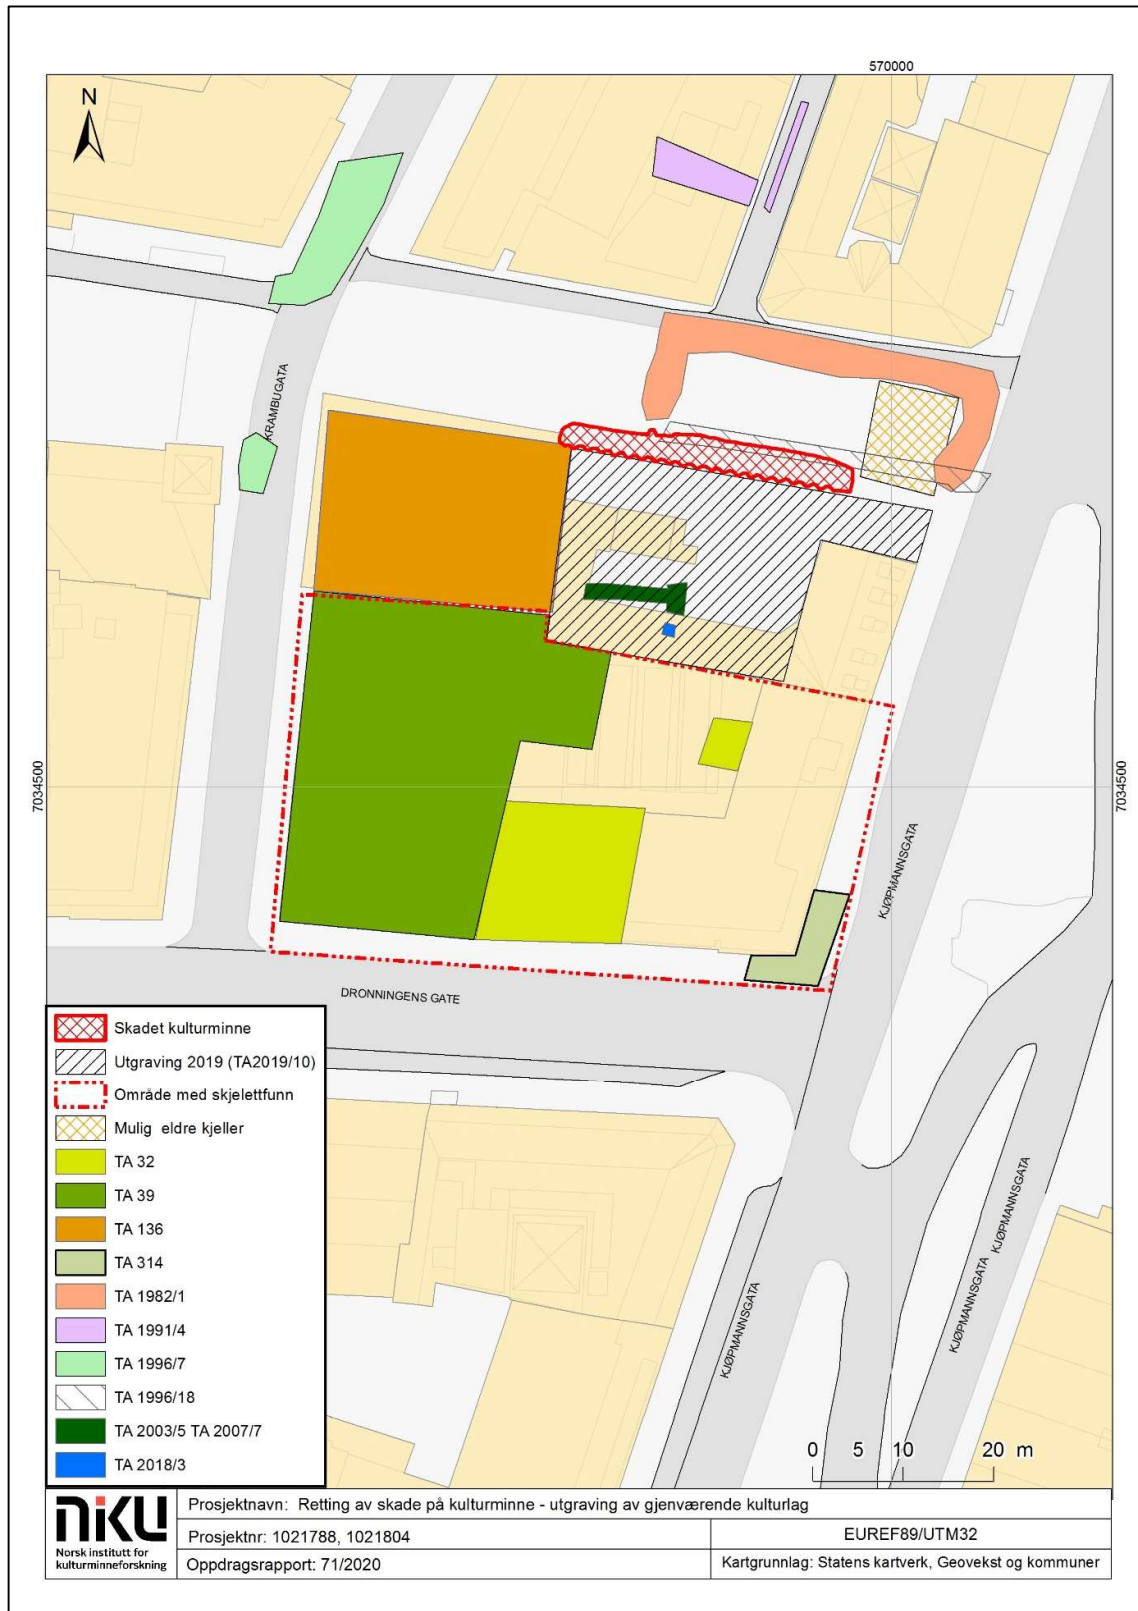 570000
N
KRAMBUGATA
7034500
7034500
KJØPMANNSGATA
DRONNINGENS GATE
Skadet kulturminne
Utgraving 2019 (TA2019/10)
Område med skjelettfunn
Mulig eldre kjeller
TA 32
TA 39
TA 136
TA 314
TA 1982/1
TA 1991/4
TA 1996/7
TA 1996/18
TA 2003/5 TA 2007/7
TA 2018/3
KJØPMANNSGATA
KJØPMANNSGATA
KJØPMANNSGATA
0 5 10 20 m
NIKU
Norsk institutt for
kulturminneforskning
Prosjektnavn: Retting av skade på kulturminne - utgraving av gjenværende kulturlag
Prosjektnr: 1021788, 1021804
EUREF89/UTM32
Oppdragsrapport: 71/2020
Kartgrunnlag: Statens kartverk, Geovekst og kommuner